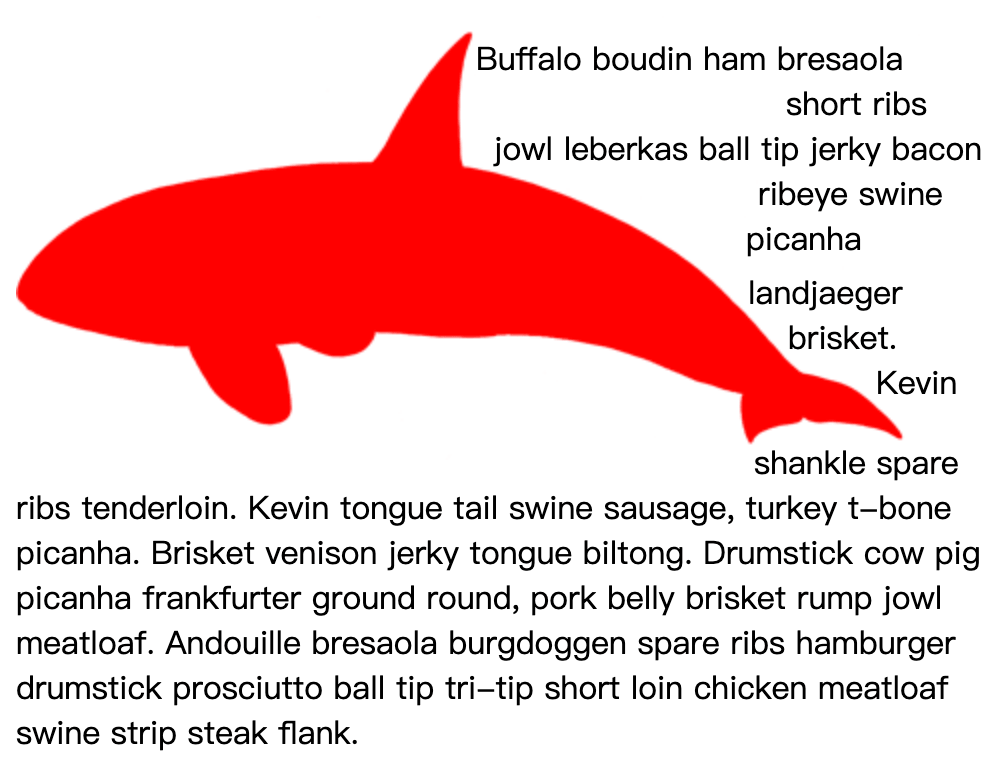 Buffalo boudin ham bresaola
short ribs
jowl leberkas ball tip jerky bacon
ribeye swine
picanha
landjaeger
brisket.
Kevin
shankle spare
ribs tenderloin. Kevin tongue tail swine sausage, turkey t-bone
picanha. Brisket venison jerky tongue biltong. Drumstick cow pig
picanha frankfurter ground round, pork belly brisket rump jowl
meatloaf. Andouille bresaola burgdoggen spare ribs hamburger
drumstick prosciutto ball tip tri-tip short loin chicken meatloaf
swine strip steak flank.